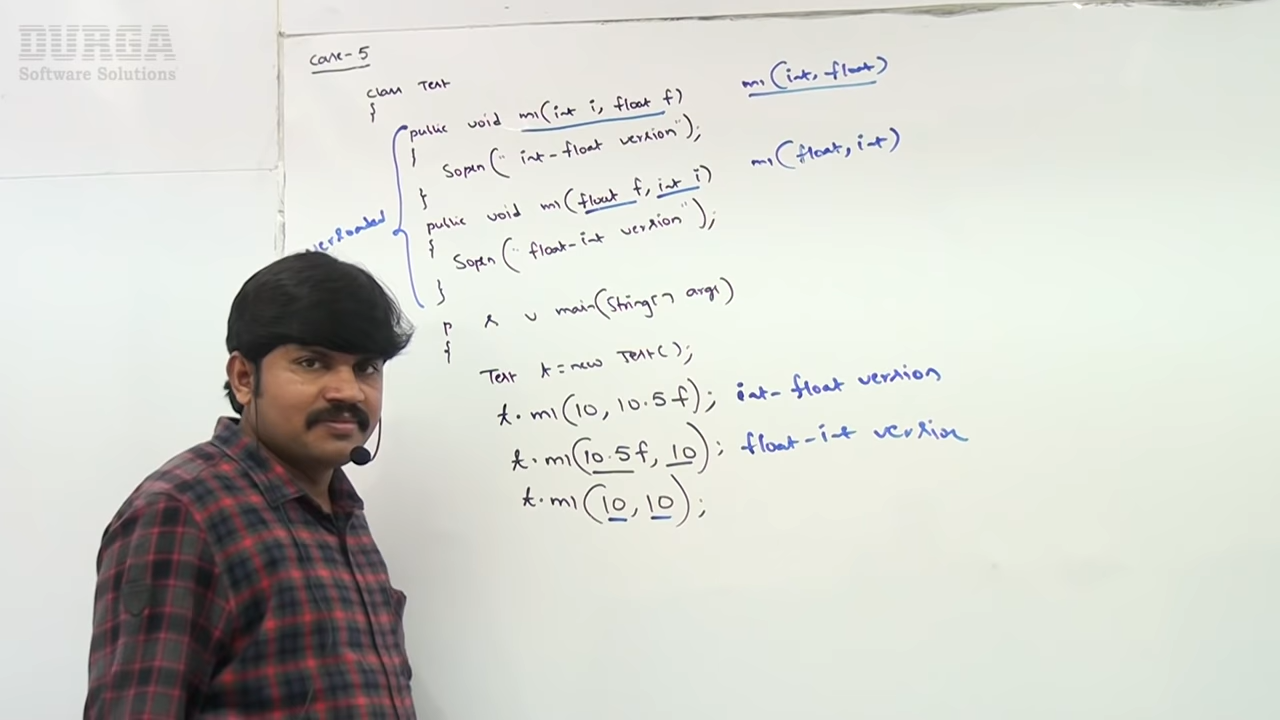 DURGA
Software Solutions
Case-5
class Test
{
public void m1(int i, float f) m1(int, float)
{
Sopln("int-float version");
}
public void m1(float f, int i) m1(float, int)
{
Sopln("float-int version");
}
p s v main(String[] args)
{
Test t=new Test();
t.m1(10, 10.5f); int-float version
t.m1(10.5f, 10); float-int version
t.m1(10, 10);